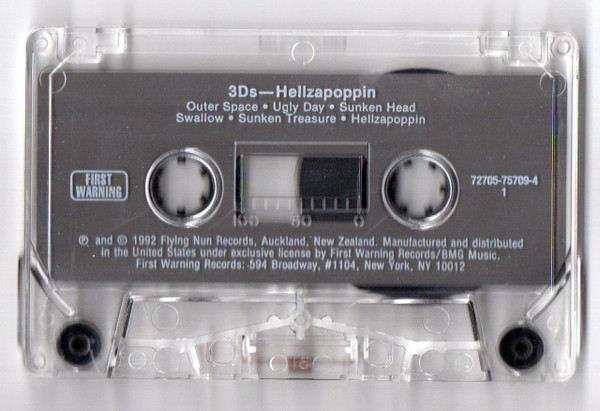 3Ds—Hellzapoppin
Outer Space • Ugly Day • Sunken Head
Swallow • Sunken Treasure • Hellzapoppin
FIRST
WARNING
72705-75709-4
1
100 50 0
℗ and © 1992 Flying Nun Records, Auckland, New Zealand. Manufactured and distributed
in the United States under exclusive license by First Warning Records/BMG Music.
First Warning Records: 594 Broadway, #1104, New York, NY 10012